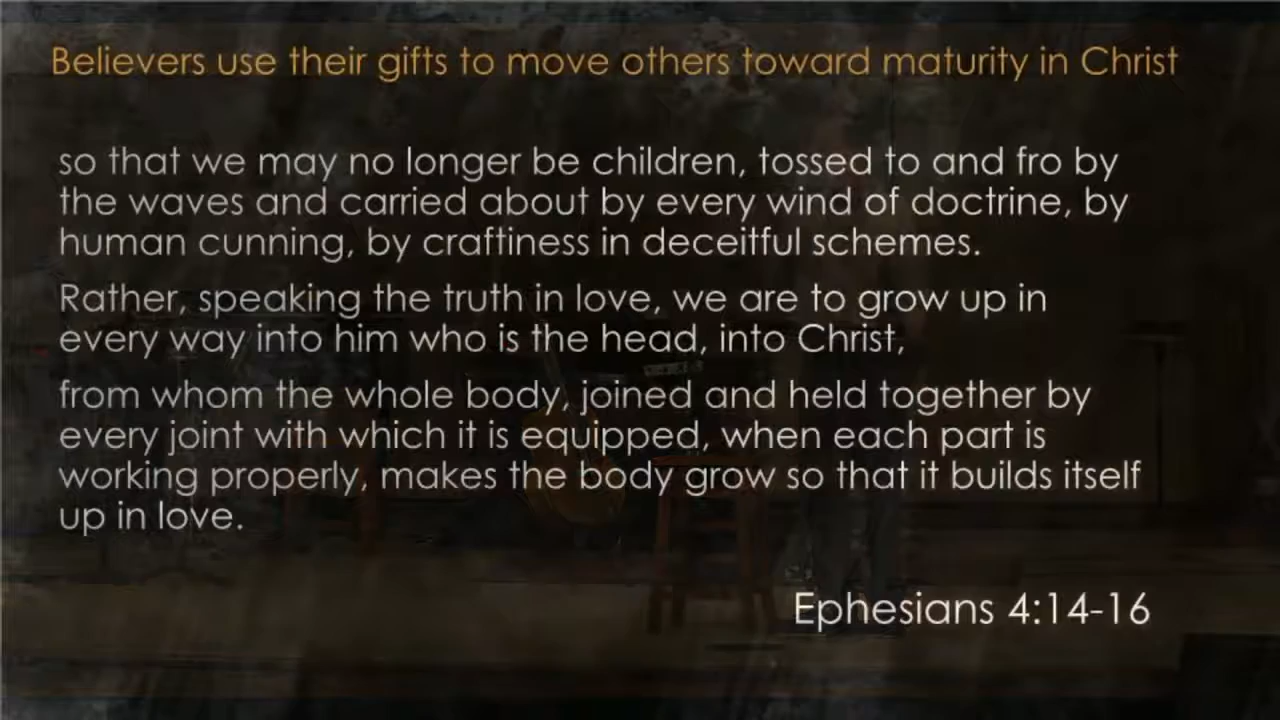 Believers use their gifts to move others toward maturity in Christ
so that we may no longer be children, tossed to and fro by
the waves and carried about by every wind of doctrine, by
human cunning, by craftiness in deceitful schemes.
Rather, speaking the truth in love, we are to grow up in
every way into him who is the head, into Christ,
from whom the whole body, joined and held together by
every joint with which it is equipped, when each part is
working properly, makes the body grow so that it builds itself
up in love.
Ephesians 4:14-16